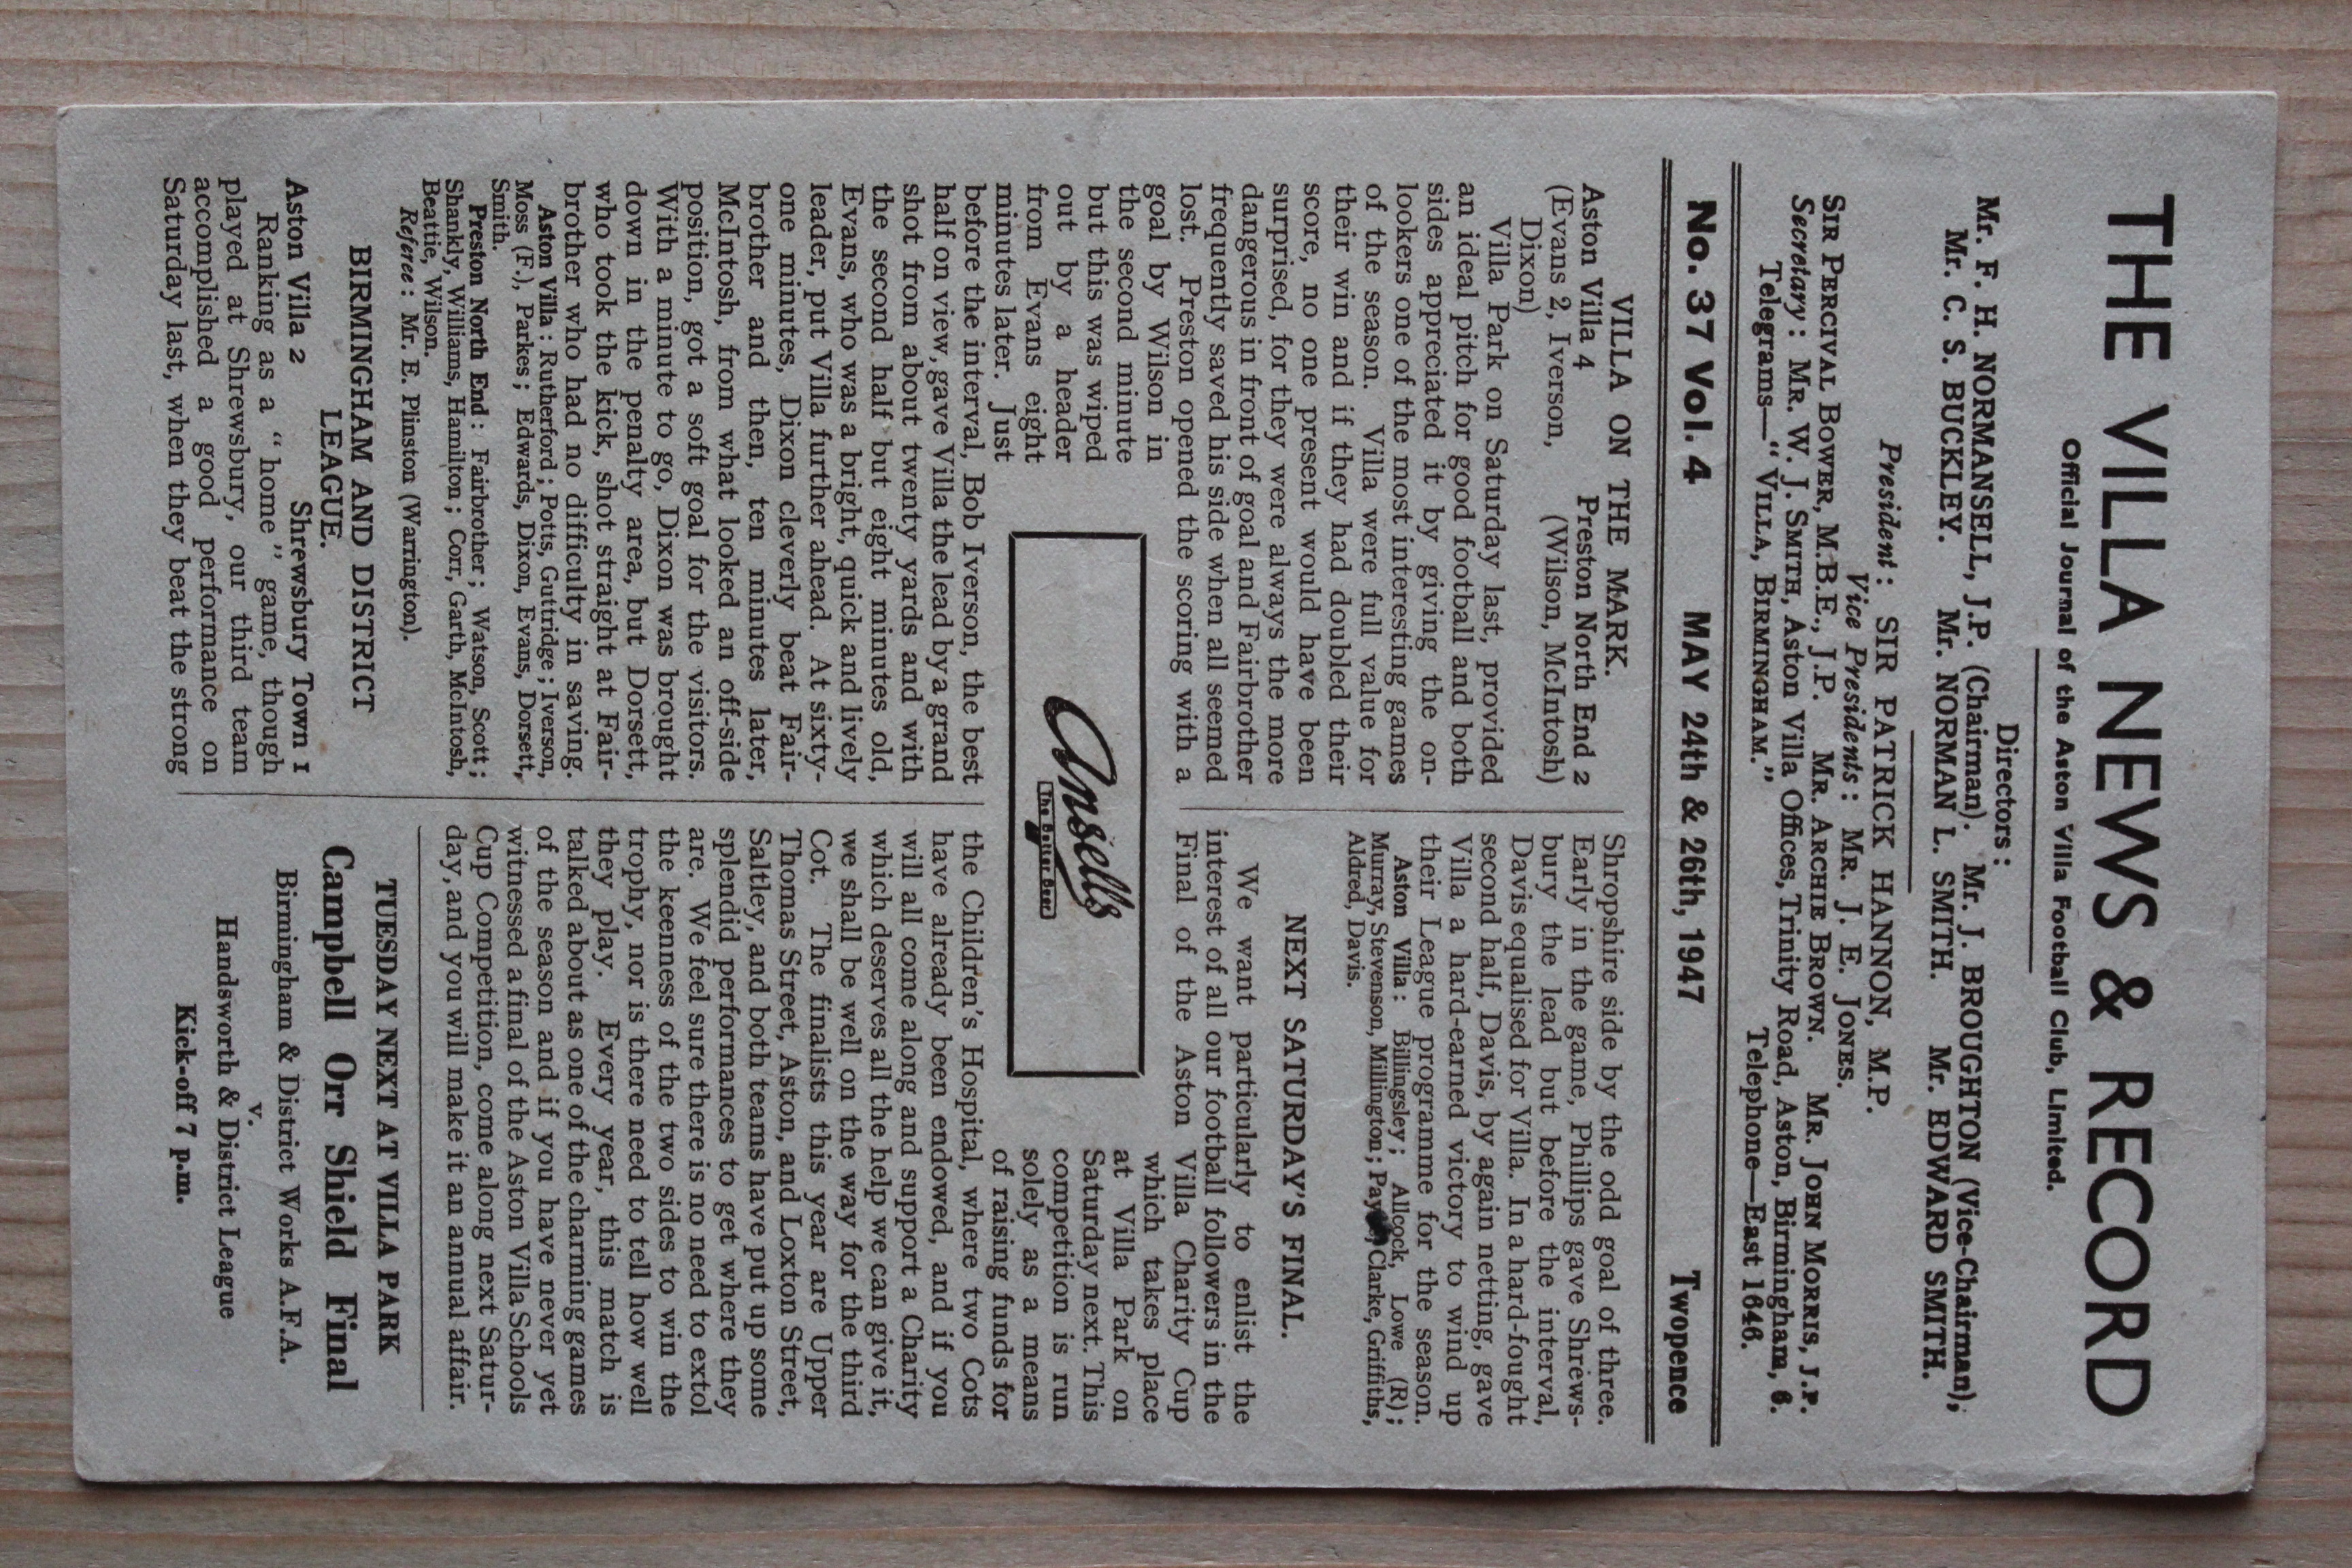 THE VILLA NEWS & RECORD
Official Journal of the Aston Villa Football Club, Limited.
Directors:
Mr. F. H. NORMANSELL, J.P. (Chairman). Mr. J. BROUGHTON (Vice-Chairman);
Mr. C. S. BUCKLEY. Mr. NORMAN L. SMITH. Mr. EDWARD SMITH.
President: SIR PATRICK HANNON, M.P.
Vice Presidents: MR. J. E. JONES.
SIR PERCIVAL BOWER, M.B.E., J.P. MR. ARCHIE BROWN. MR. JOHN MORRIS, J.P.
Secretary: MR. W. J. SMITH, Aston Villa Offices, Trinity Road, Aston, Birmingham, 6.
Telegrams—"VILLA, BIRMINGHAM." Telephone—East 1646.
No. 37 Vol. 4 MAY 24th & 26th, 1947 Twopence
VILLA ON THE MARK.
Aston Villa 4 Preston North End 2
(Evans 2, Iverson, (Wilson, McIntosh)
Dixon)
Villa Park on Saturday last, provided
an ideal pitch for good football and both
sides appreciated it by giving the on-
lookers one of the most interesting games
of the season. Villa were full value for
their win and if they had doubled their
score, no one present would have been
surprised, for they were always the more
dangerous in front of goal and Fairbrother
frequently saved his side when all seemed
lost. Preston opened the scoring with a
goal by Wilson in
the second minute
but this was wiped
out by a header
from Evans eight
minutes later. Just
before the interval, Bob Iverson, the best
half on view, gave Villa the lead by a grand
shot from about twenty yards and with
the second half but eight minutes old,
Evans, who was a bright, quick and lively
leader, put Villa further ahead. At sixty-
one minutes, Dixon cleverly beat Fair-
brother and then, ten minutes later,
McIntosh, from what looked an off-side
position, got a soft goal for the visitors.
With a minute to go, Dixon was brought
down in the penalty area, but Dorsett,
who took the kick, shot straight at Fair-
brother who had no difficulty in saving.
Aston Villa: Rutherford; Potts, Guttridge; Iverson,
Moss (F.), Parkes; Edwards, Dixon, Evans, Dorsett,
Smith.
Preston North End: Fairbrother; Watson, Scott;
Shankly, Williams, Hamilton; Corr, Garth, McIntosh,
Beattie, Wilson.
Referee: Mr. E. Plinston (Warrington).
BIRMINGHAM AND DISTRICT
LEAGUE.
Aston Villa 2 Shrewsbury Town 1
Ranking as a "home" game, though
played at Shrewsbury, our third team
accomplished a good performance on
Saturday last, when they beat the strong
Ansells
The Better Beer
Shropshire side by the odd goal of three.
Early in the game, Phillips gave Shrews-
bury the lead but before the interval,
Davis equalised for Villa. In a hard-fought
second half, Davis, by again netting, gave
Villa a hard-earned victory to wind up
their League programme for the season.
Aston Villa: Billingsley; Allcock, Lowe (R);
Murray, Stevenson, Millington; Clarke, Griffiths,
Aldred, Davis.
NEXT SATURDAY'S FINAL.
We want particularly to enlist the
interest of all our football followers in the
Final of the Aston Villa Charity Cup
which takes place
at Villa Park on
Saturday next. This
competition is run
solely as a means
of raising funds for
the Children's Hospital, where two Cots
have already been endowed, and if you
will all come along and support a Charity
which deserves all the help we can give it,
we shall be well on the way for the third
Cot. The finalists this year are Upper
Thomas Street, Aston, and Loxton Street,
Saltley, and both teams have put up some
splendid performances to get where they
are. We feel sure there is no need to extol
the keenness of the two sides to win the
trophy, nor is there need to tell how well
they play. Every year, this match is
talked about as one of the charming games
of the season and if you have never yet
witnessed a final of the Aston Villa Schools
Cup Competition, come along next Satur-
day, and you will make it an annual affair.
TUESDAY NEXT AT VILLA PARK
Campbell Orr Shield Final
Birmingham & District Works A.F.A.
v.
Handsworth & District League
Kick-off 7 p.m.